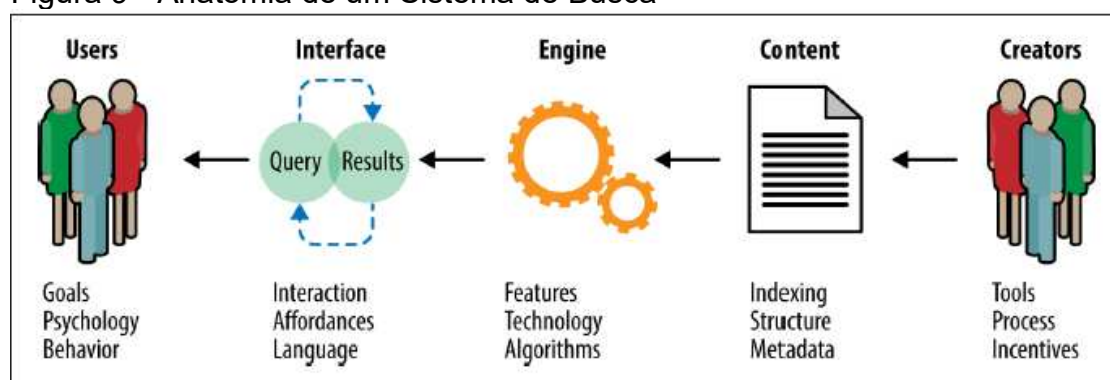 Figura - Anatomia de um Sistema de Busca
Users Interface Engine Content Creators
Query Results
Goals Interaction Features Indexing Tools
Psychology Affordances Technology Structure Process
Behavior Language Algorithms Metadata Incentives